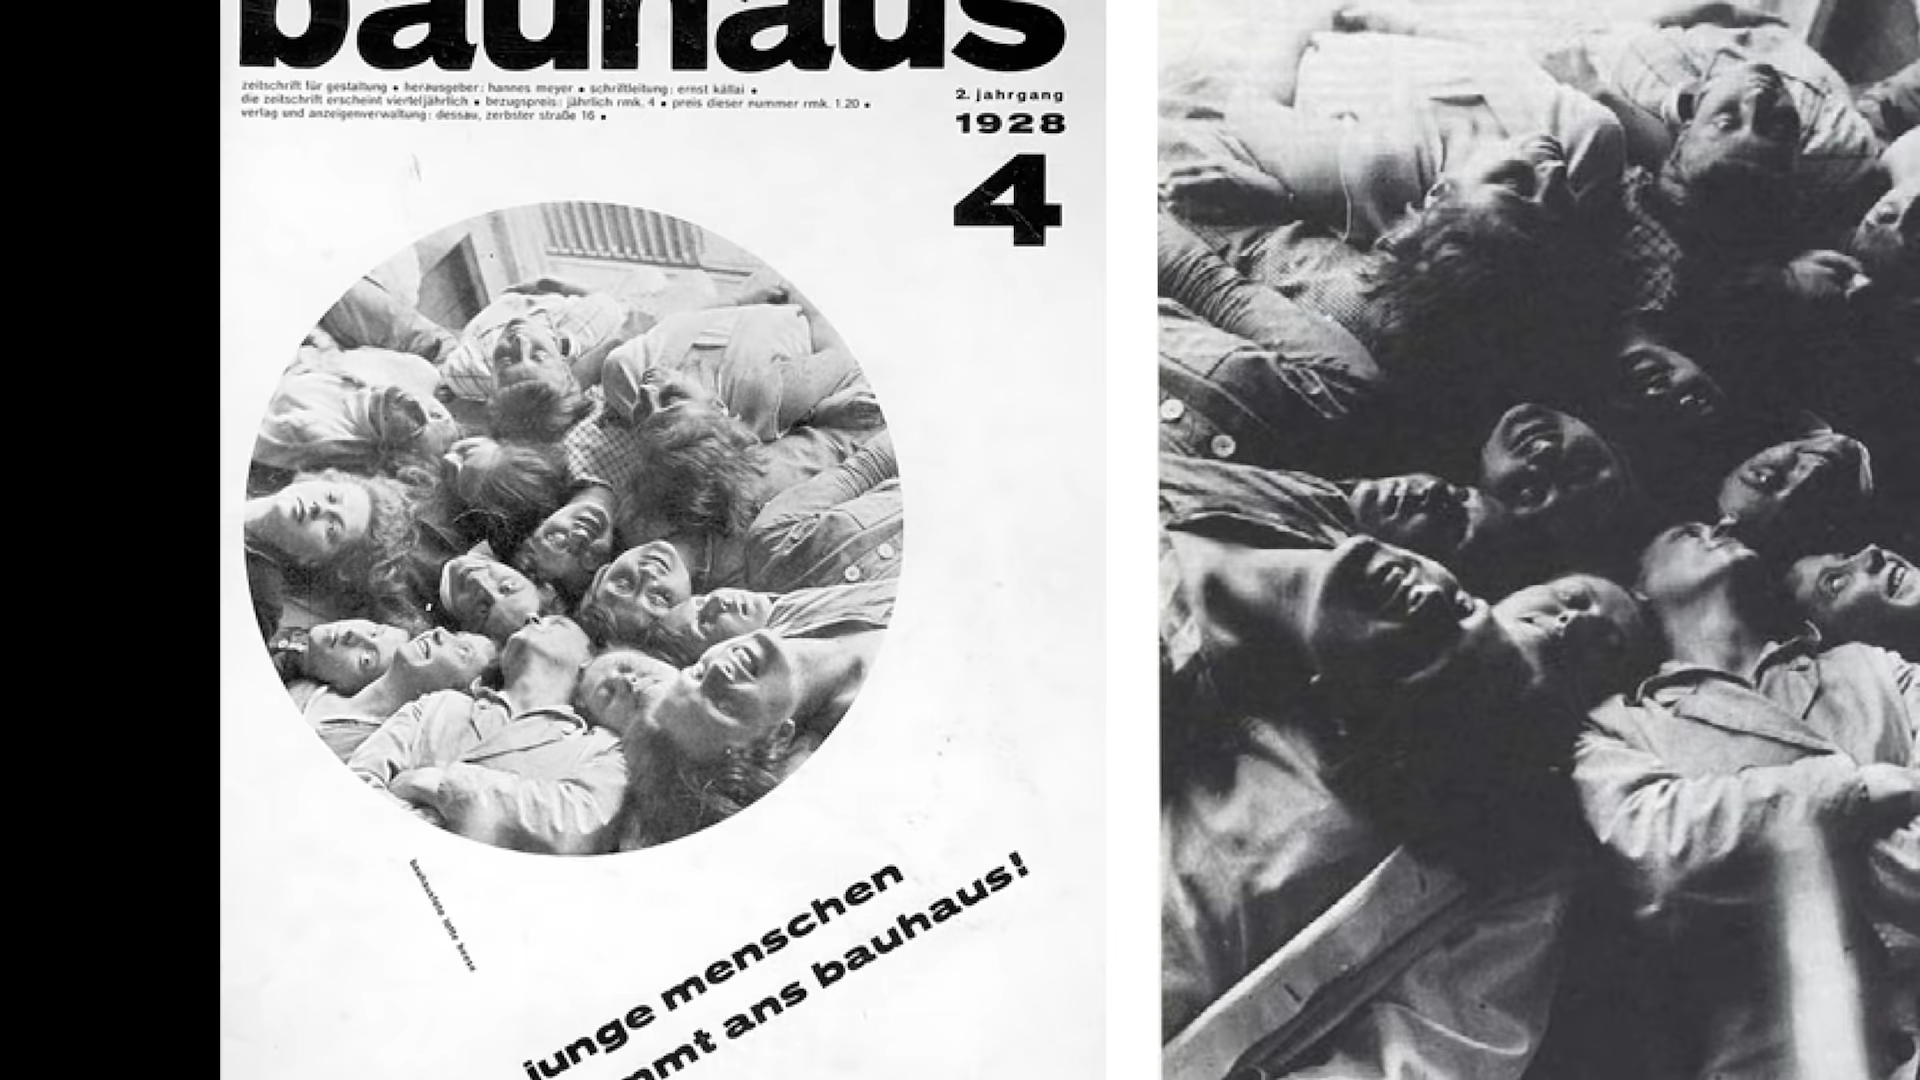 bauhaus
zeitschrift für gestaltung • herausgeber: hannes meyer • schriftleitung: ernst kállai •
die zeitschrift erscheint vierteljährlich • bezugspreis: jährlich rmk. 4 • preis dieser nummer rmk. 1.20 •
verlag und anzeigenverwaltung: dessau, zerbster straße 16 •
2. jahrgang
1928
4
junge menschen
mmt ans bauhaus!